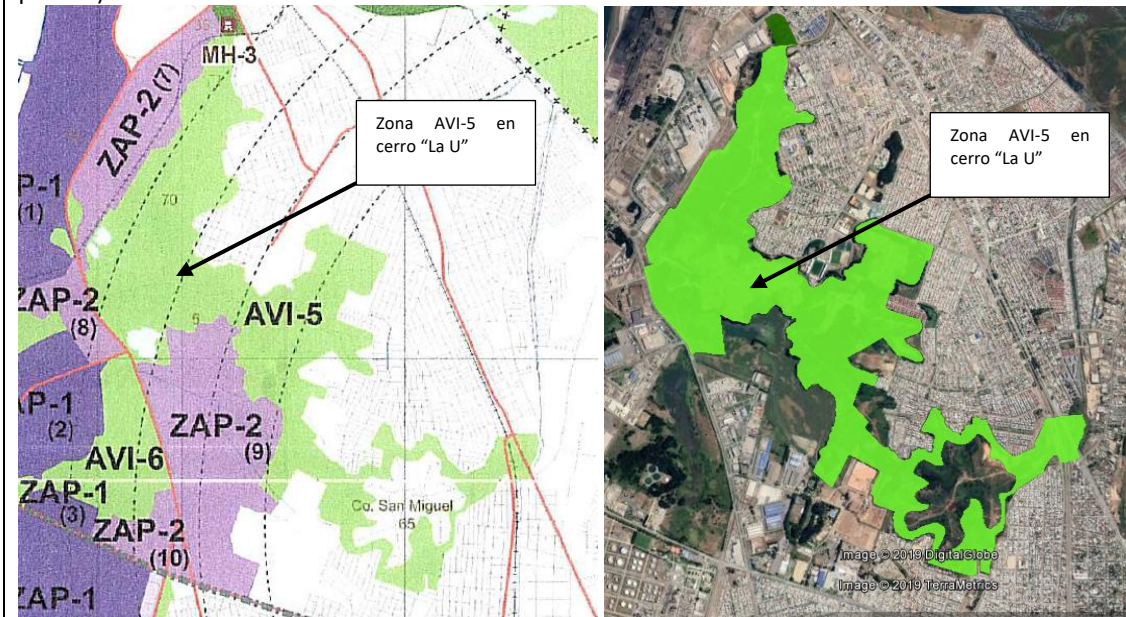 MH-3
ZAP-2 (7)
Zona AVI-5 en
cerro "La U"
P-1
(1)
70
ZAP-2
(8)
AVI-5
P-1
(2)
ZAP-2
(9)
AVI-6
ZAP-1
(3)
Co. San Miguel
65
ZAP-2
(10)
ZAP-1
Zona AVI-5 en
cerro “La U”
Image © 2019 DigitalGlobe
Image © 2019 TerraMetrics